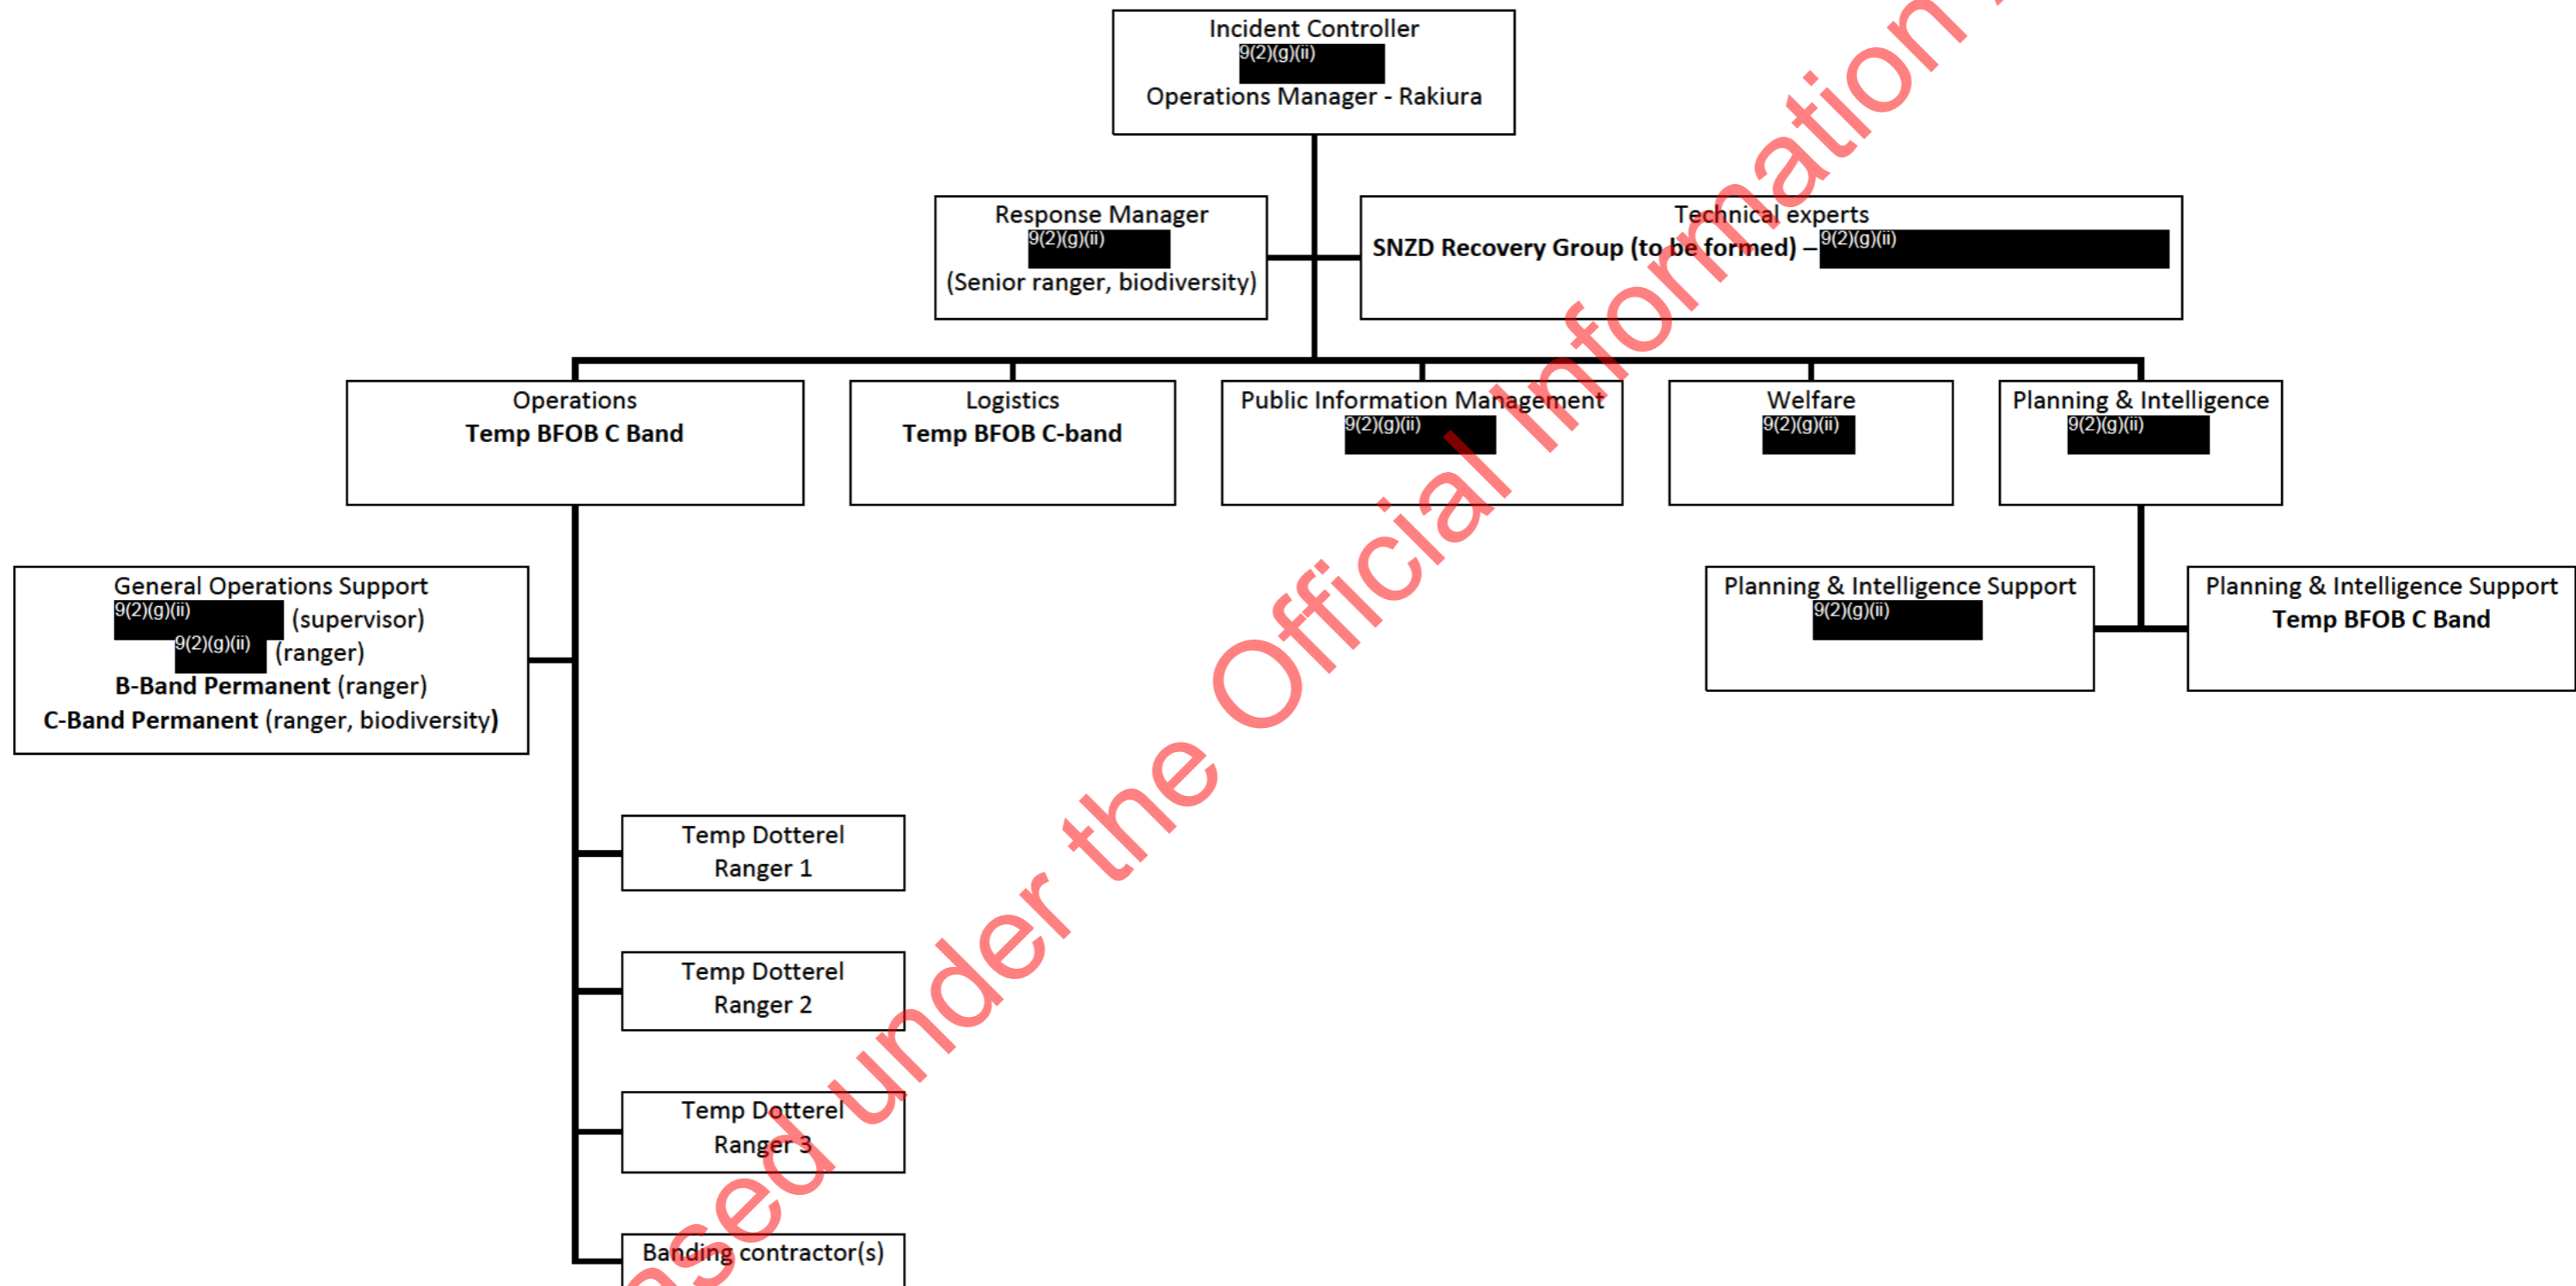 Incident Controller
9(2)(g)(ii)
Operations Manager - Rakiura
Response Manager
9(2)(g)(ii)
(Senior ranger, biodiversity)
Technical experts
SNZD Recovery Group (to be formed) – 9(2)(g)(ii)
Operations
Temp BFOB C Band
Logistics
Temp BFOB C-band
Public Information Management
9(2)(g)(ii)
Welfare
9(2)(g)(ii)
Planning & Intelligence
9(2)(g)(ii)
General Operations Support
9(2)(g)(ii) (supervisor)
9(2)(g)(ii) (ranger)
B-Band Permanent (ranger)
C-Band Permanent (ranger, biodiversity)
Planning & Intelligence Support
9(2)(g)(ii)
Planning & Intelligence Support
Temp BFOB C Band
Temp Dotterel
Ranger 1
Temp Dotterel
Ranger 2
Temp Dotterel
Ranger 3
Banding contractor(s)
ased under the Official Information